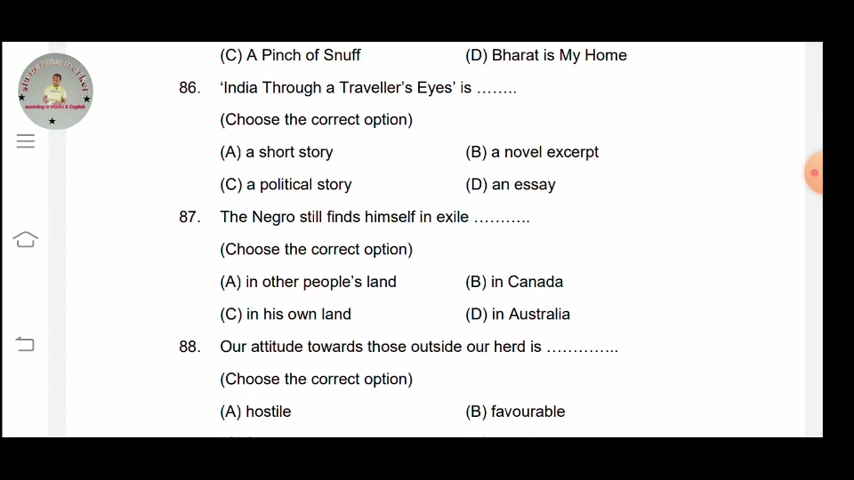 (C) A Pinch of Snuff (D) Bharat is My Home
86. ‘India Through a Traveller’s Eyes’ is ........
(Choose the correct option)
(A) a short story (B) a novel excerpt
(C) a political story (D) an essay
87. The Negro still finds himself in exile ...........
(Choose the correct option)
(A) in other people’s land (B) in Canada
(C) in his own land (D) in Australia
88. Our attitude towards those outside our herd is ..............
(Choose the correct option)
(A) hostile (B) favourable